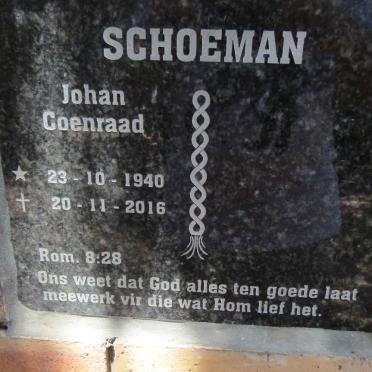 SCHOEMAN
Johan
Coenraad
23 - 10 - 1940
20 - 11 - 2016
Rom. 8:28
Ons weet dat God alles ten goede laat
meewerk vir die wat Hom lief het.